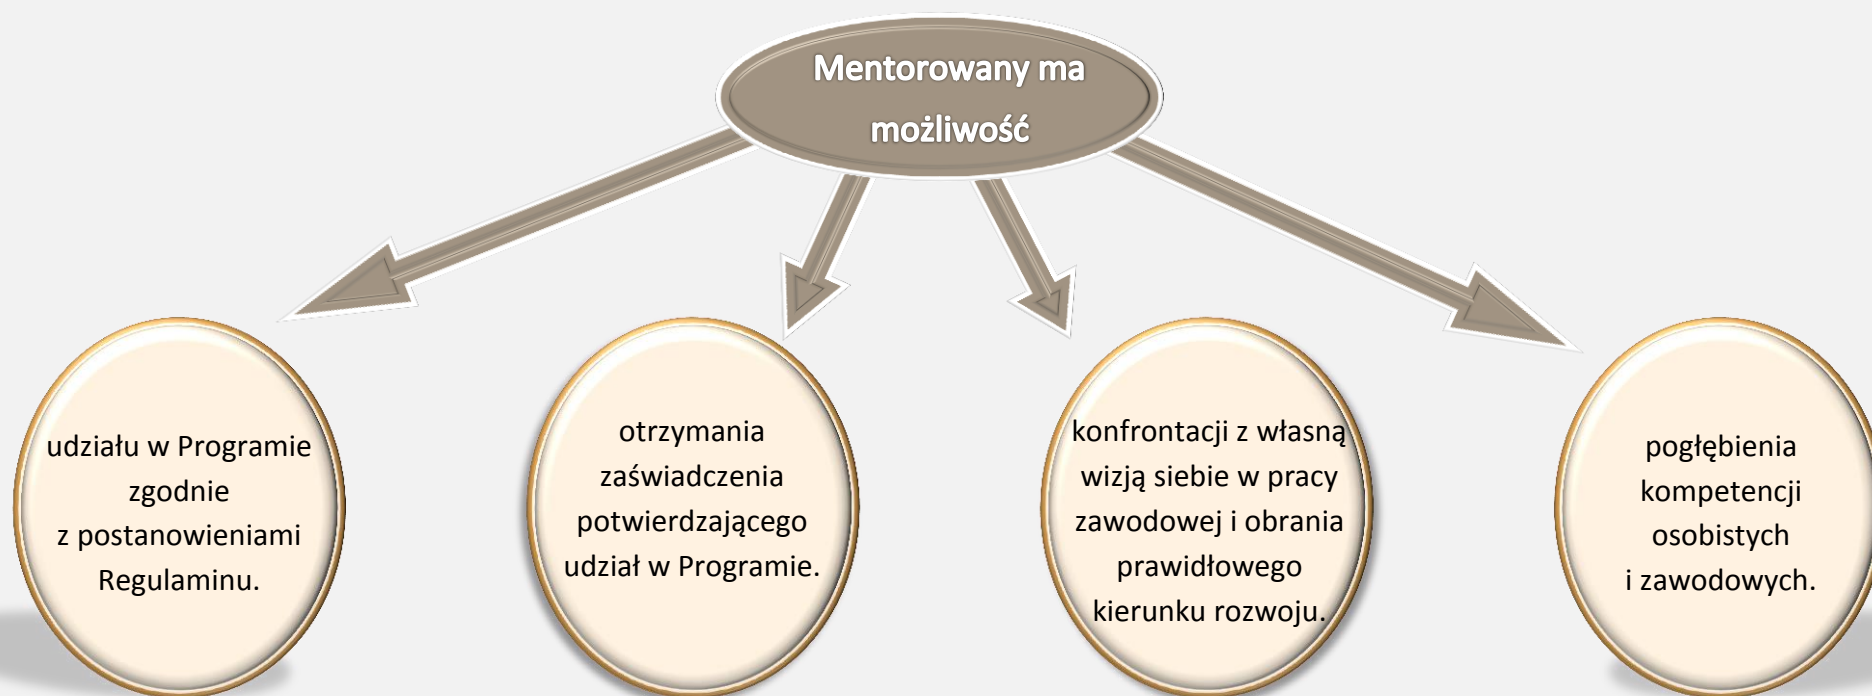 Mentorowany ma
możliwość
udziału w Programie
zgodnie
z postanowieniami
Regulaminu.
otrzymania
zaświadczenia
potwierdzającego
udział w Programie.
konfrontacji z własną
wizją siebie w pracy
zawodowej i obrania
prawidłowego
kierunku rozwoju.
pogłębienia
kompetencji
osobistych
i zawodowych.